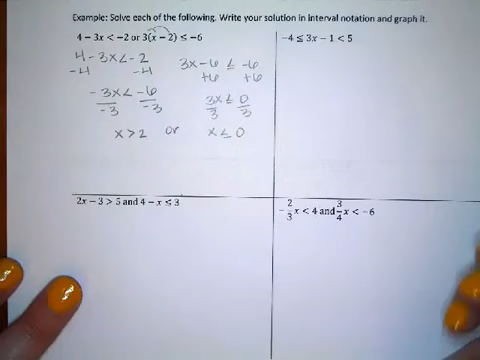 Example: Solve each of the following. Write your solution in interval notation and graph it.
4 − 3x < −2 or 3(x − 2) ≤ −6
4 - 3x < - 2
-4 -4
- 3x < - 6
-3 -3
x > 2 or x ≤ 0
3x - 6 ≤ -6
+6 +6
3x ≤ 0
3 3
−4 ≤ 3x − 1 < 5
2x − 3 > 5 and 4 − x ≤ 3
−2/3 x < 4 and 3/4 x < −6